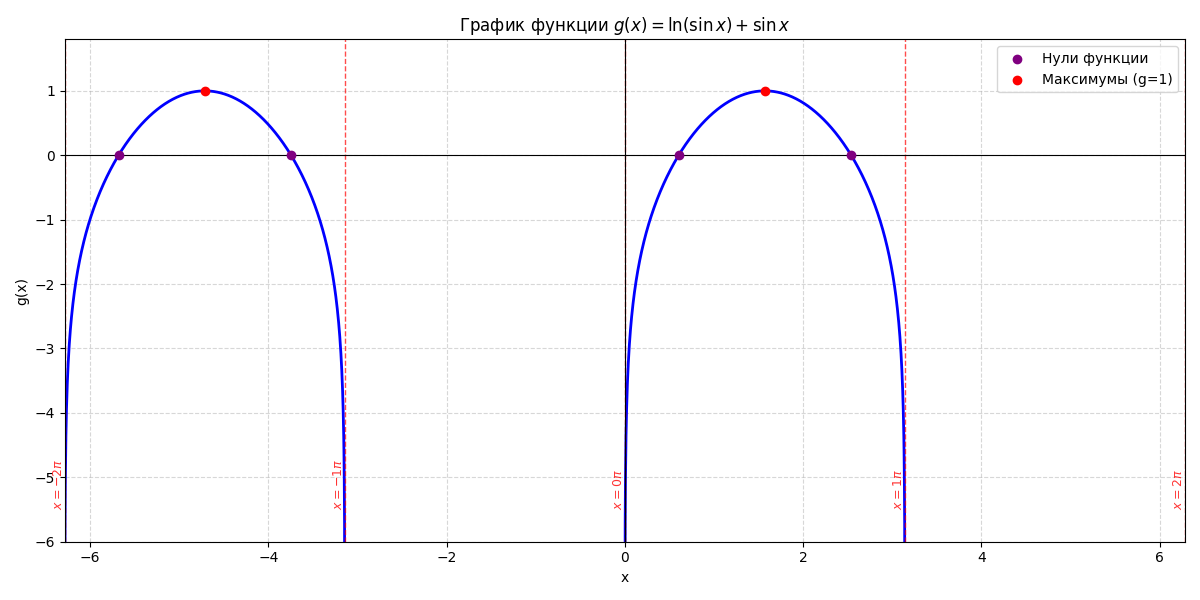 График функции g(x) = ln(sin x) + sin x
Нули функции
Максимумы (g=1)
g(x)
1
0
−1
−2
−3
−4
−5
−6
x = −2π
x = −1π
x = 0π
x = 1π
x = 2π
−6
−4
−2
0
2
4
6
x